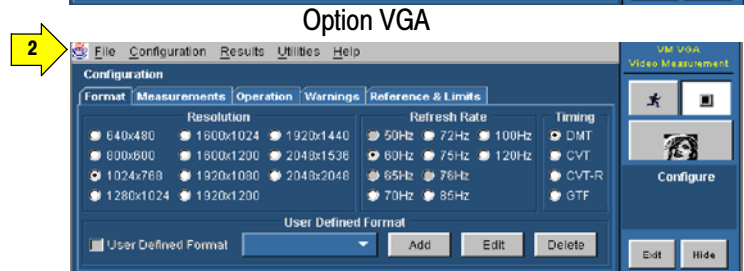 Option VGA
2
File Configuration Results Utilities Help
VM VGA
Video Measurement
Configuration
Format Measurements Operation Warnings Reference & Limits
Resolution Refresh Rate Timing
640x480 1600x1024 1920x1440 50Hz 72Hz 100Hz DMT
800x600 1600x1200 2048x1536 60Hz 75Hz 120Hz CVT
1024x768 1920x1080 2048x2048 65Hz 76Hz CVT-R
1280x1024 1920x1200 70Hz 85Hz GTF
Configure
User Defined Format
User Defined Format Add Edit Delete
Exit Hide